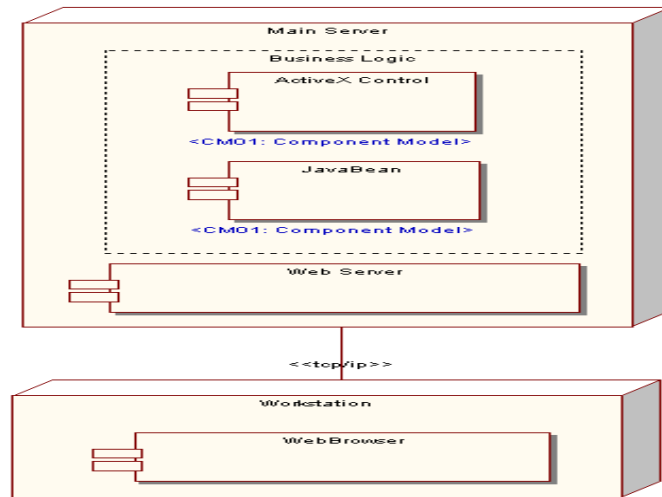 Main Server
Business Logic
ActiveX Control
<CM01: Component Model>
JavaBean
<CM01: Component Model>
Web Server
<<tcp/ip>>
Workstation
WebBrowser